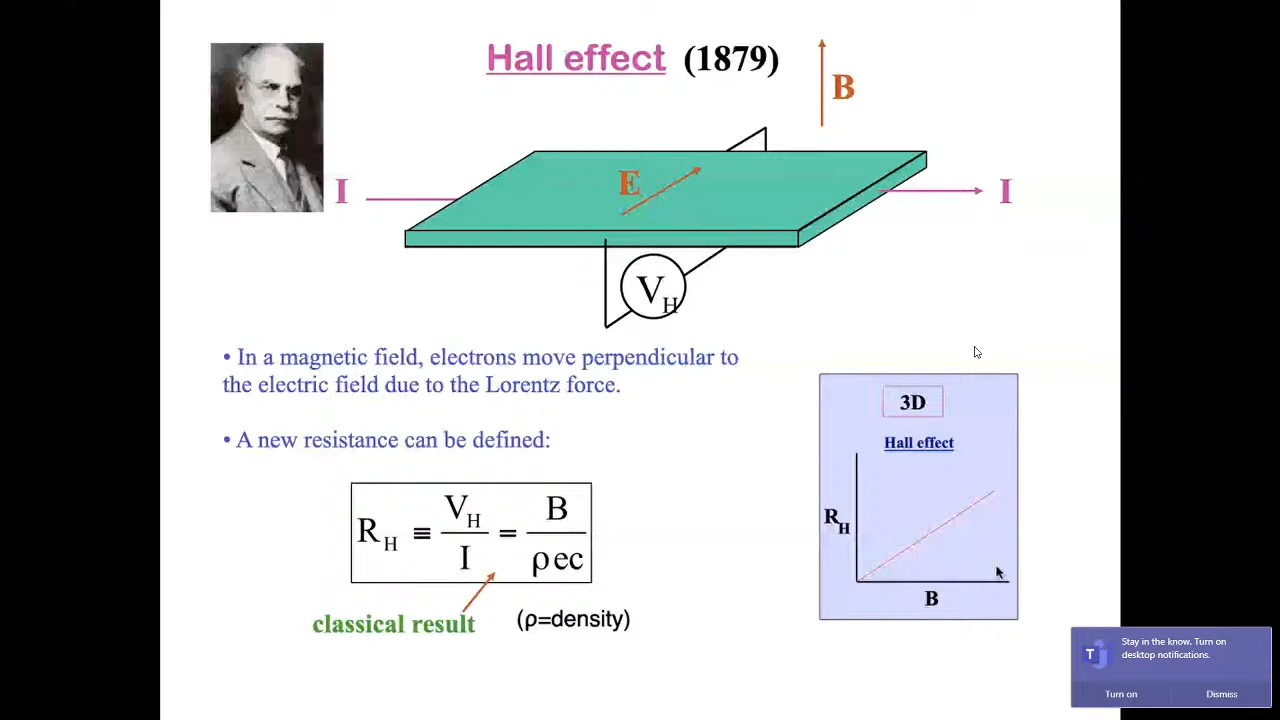 Hall effect (1879)
B
E
I
I
V_H
• In a magnetic field, electrons move perpendicular to
the electric field due to the Lorentz force.
• A new resistance can be defined:
R_H ≡ V_H / I = B / ρec
classical result
(ρ=density)
3D
Hall effect
R_H
B
Stay in the know. Turn on
desktop notifications.
T
Turn on
Dismiss